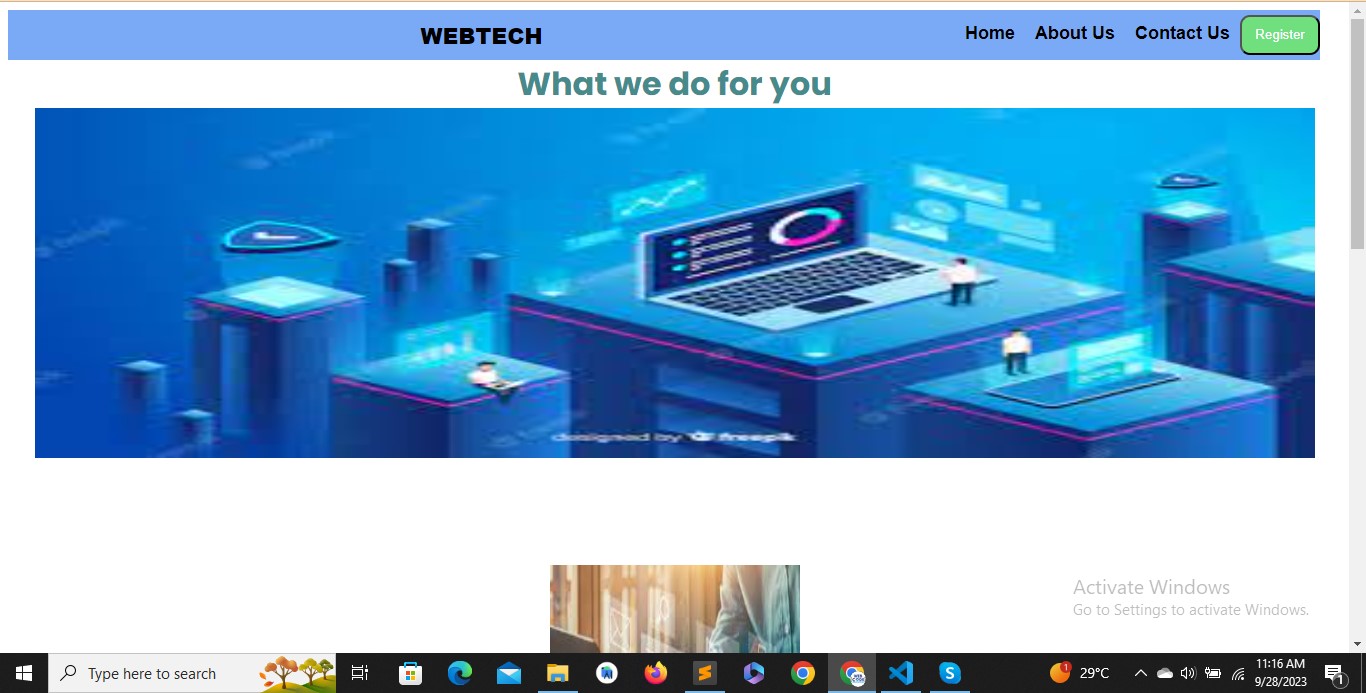 WEBTECH
Home About Us Contact Us Register
What we do for you
designed by freepik
Activate Windows
Go to Settings to activate Windows.
Type here to search
1
29°C
11:16 AM
9/28/2023
1